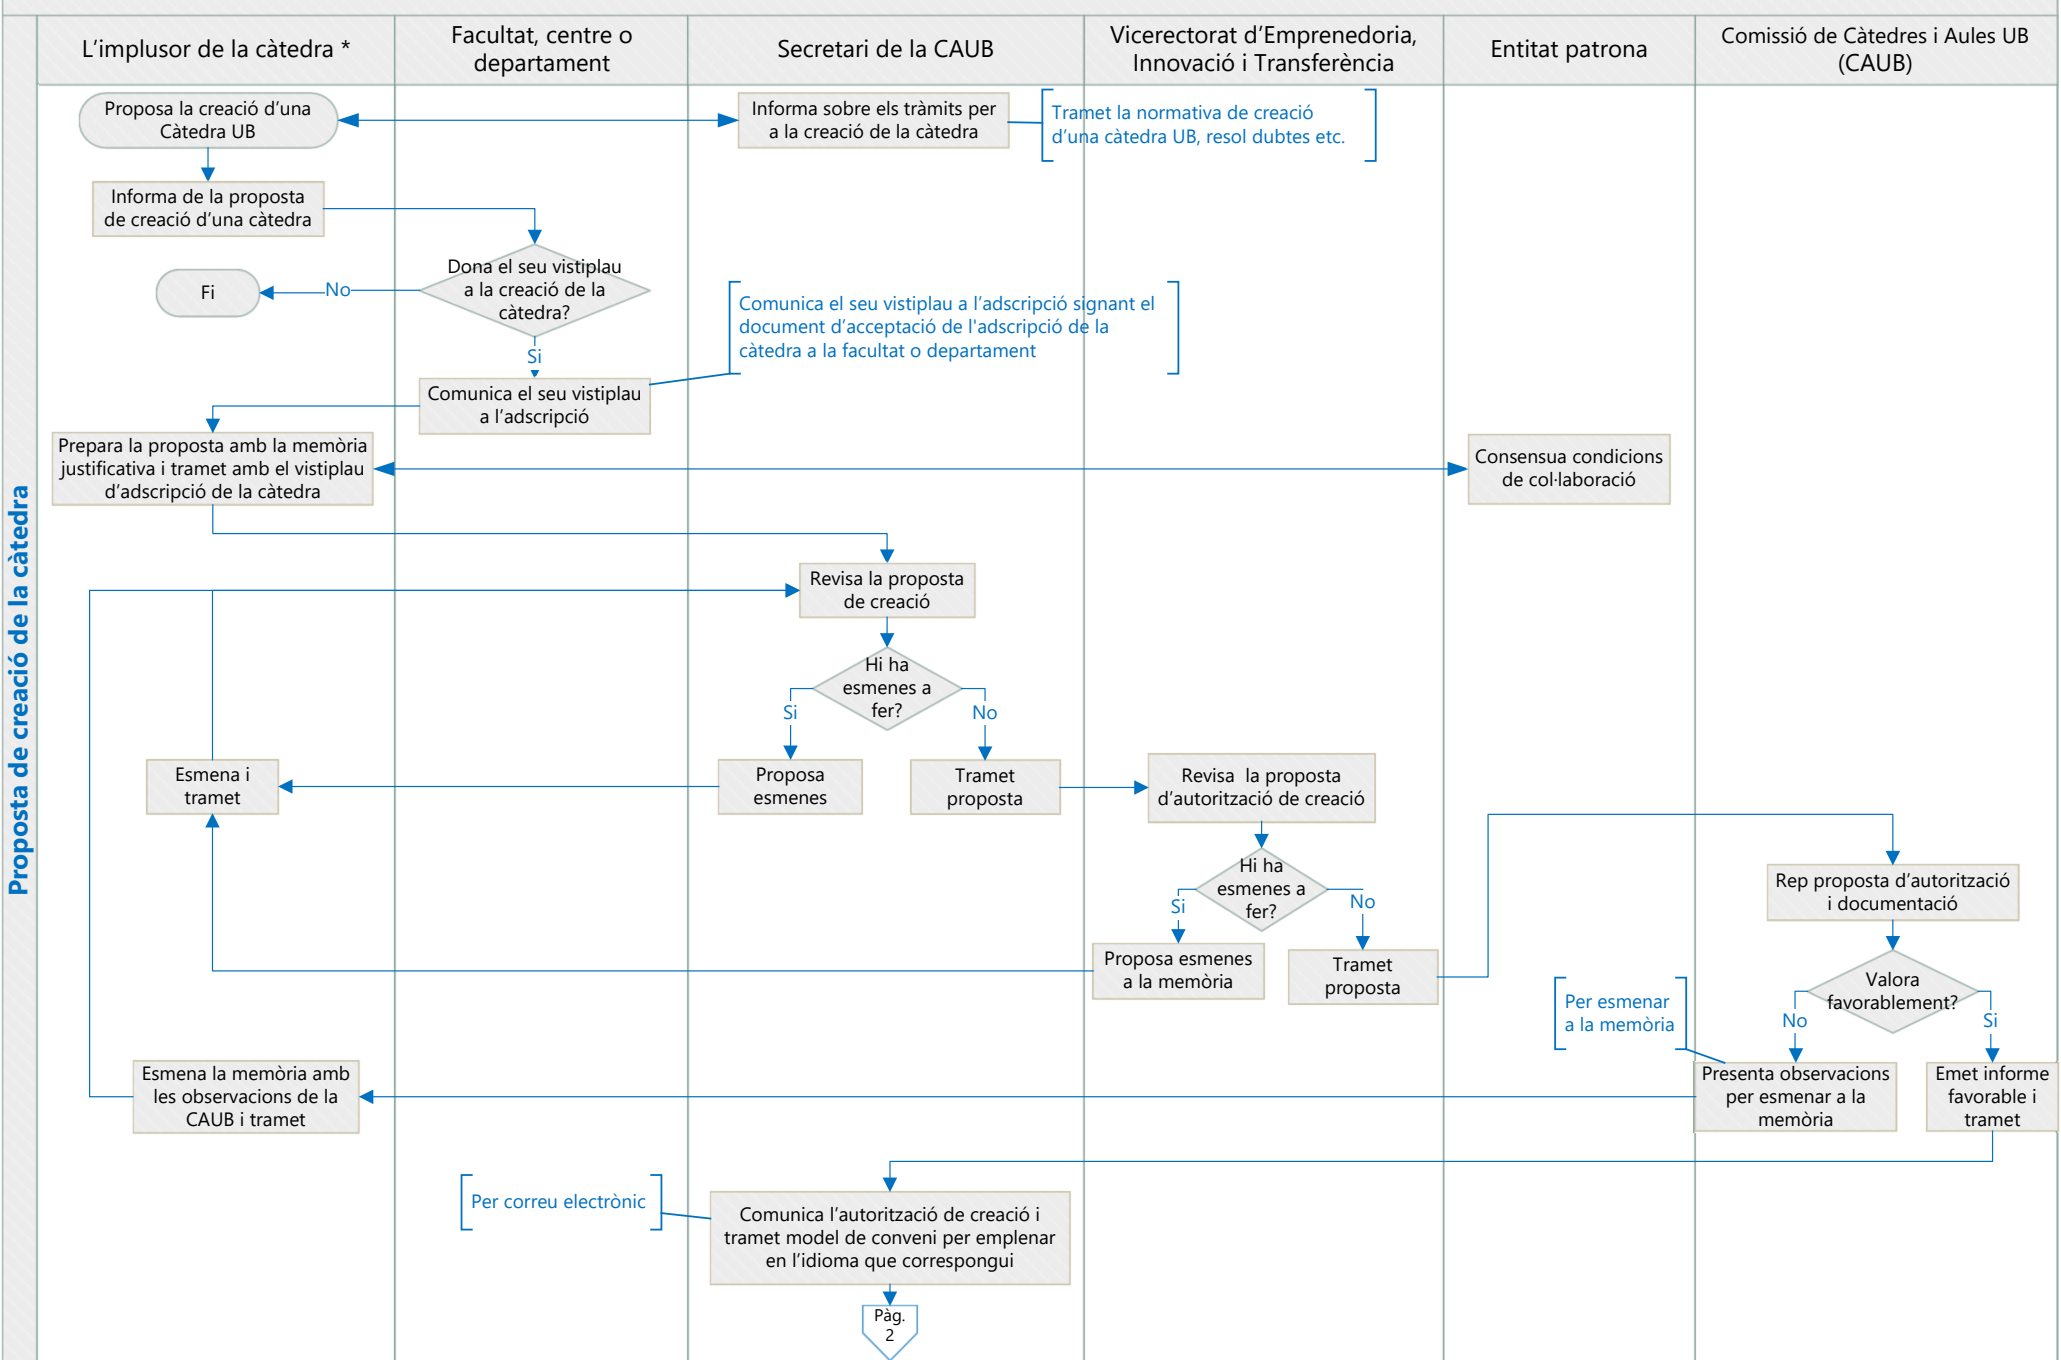 L'implusor de la càtedra *
Facultat, centre o
departament
Secretari de la CAUB
Vicerectorat d'Emprenedoria,
Innovació i Transferència
Entitat patrona
Comissió de Càtedres i Aules UB
(CAUB)
Proposta de creació de la càtedra
Proposa la creació d'una
Càtedra UB
Informa sobre els tràmits per
a la creació de la càtedra
Tramet la normativa de creació
d'una càtedra UB, resol dubtes etc.
Informa de la proposta
de creació d'una càtedra
Dona el seu vistiplau
a la creació de la
càtedra?
No
Fi
Si
Comunica el seu vistiplau a l'adscripció signant el
document d'acceptació de l'adscripció de la
càtedra a la facultat o departament
Comunica el seu vistiplau
a l'adscripció
Prepara la proposta amb la memòria
justificativa i tramet amb el vistiplau
d'adscripció de la càtedra
Consensua condicions
de col·laboració
Revisa la proposta
de creació
Hi ha
esmenes a
fer?
Si
No
Esmena i
tramet
Proposa
esmenes
Tramet
proposta
Revisa  la proposta
d'autorització de creació
Hi ha
esmenes a
fer?
Si
No
Proposa esmenes
a la memòria
Tramet
proposta
Rep proposta d'autorització
i documentació
Valora
favorablement?
No
Si
Per esmenar
a la memòria
Presenta observacions
per esmenar a la
memòria
Emet informe
favorable i
tramet
Esmena la memòria amb
les observacions de la
CAUB i tramet
Per correu electrònic
Comunica l'autorització de creació i
tramet model de conveni per emplenar
en l'idioma que correspongui
Pàg.
2